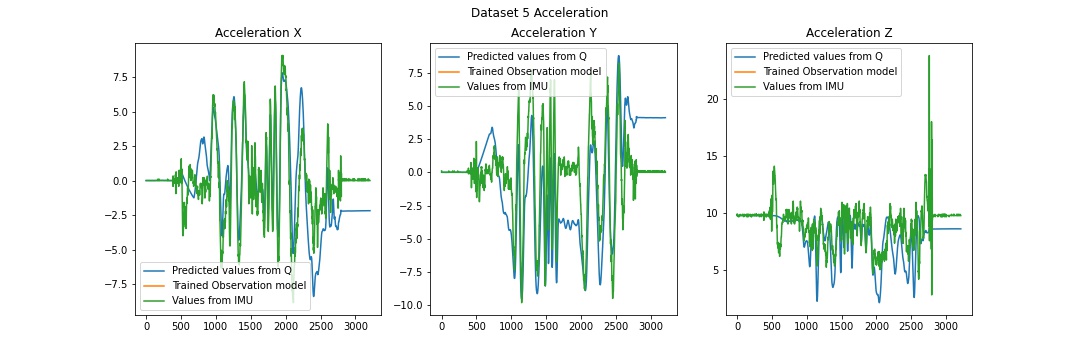 Dataset 5 Acceleration
Acceleration X
7.5
5.0
2.5
0.0
−2.5
−5.0
−7.5
0 500 1000 1500 2000 2500 3000
Predicted values from Q
Trained Observation model
Values from IMU
Acceleration Y
7.5
5.0
2.5
0.0
−2.5
−5.0
−7.5
−10.0
0 500 1000 1500 2000 2500 3000
Predicted values from Q
Trained Observation model
Values from IMU
Acceleration Z
20
15
10
5
0 500 1000 1500 2000 2500 3000
Predicted values from Q
Trained Observation model
Values from IMU